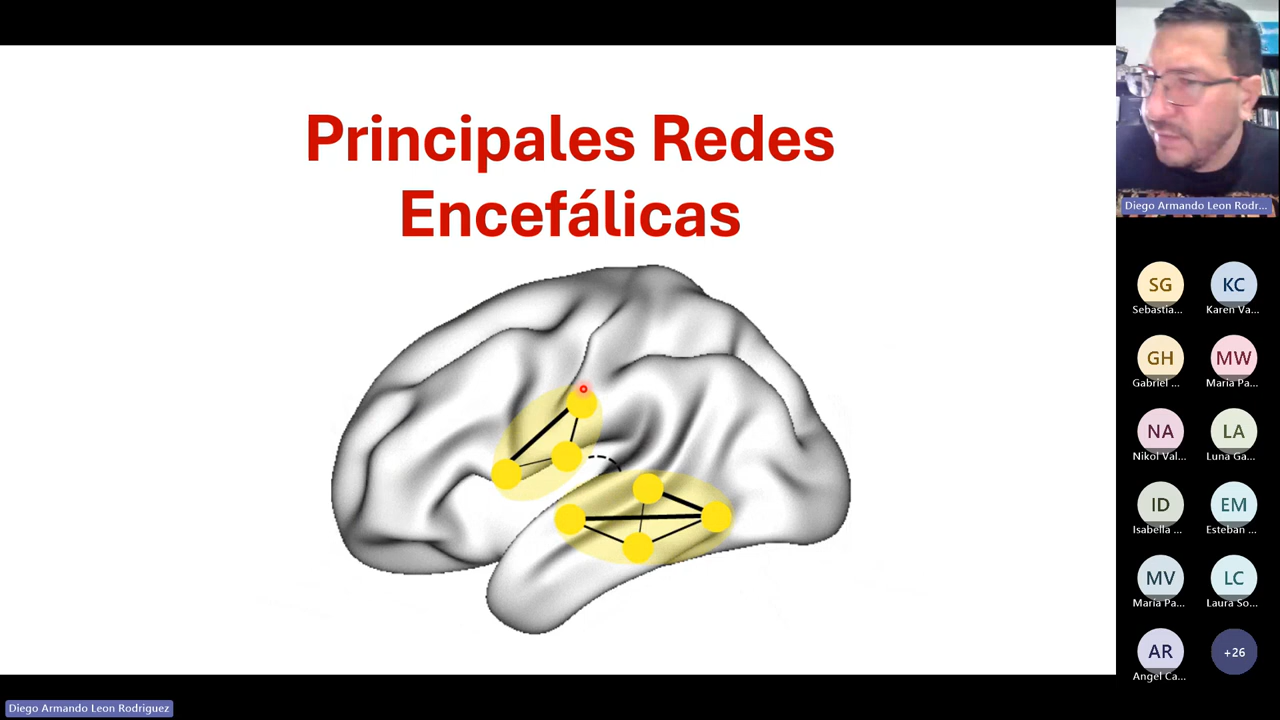 Principales Redes
Encefálicas
Diego Armando Leon Rodr...
SG
KC
Sebastia...
Karen Va...
GH
MW
Gabriel ...
Maria Pa...
NA
LA
Nikol Val...
Luna Ga...
ID
EM
Isabella ...
Esteban ...
MV
LC
Maria Pa...
Laura So...
AR
+26
Angel Ca...
Diego Armando Leon Rodriguez